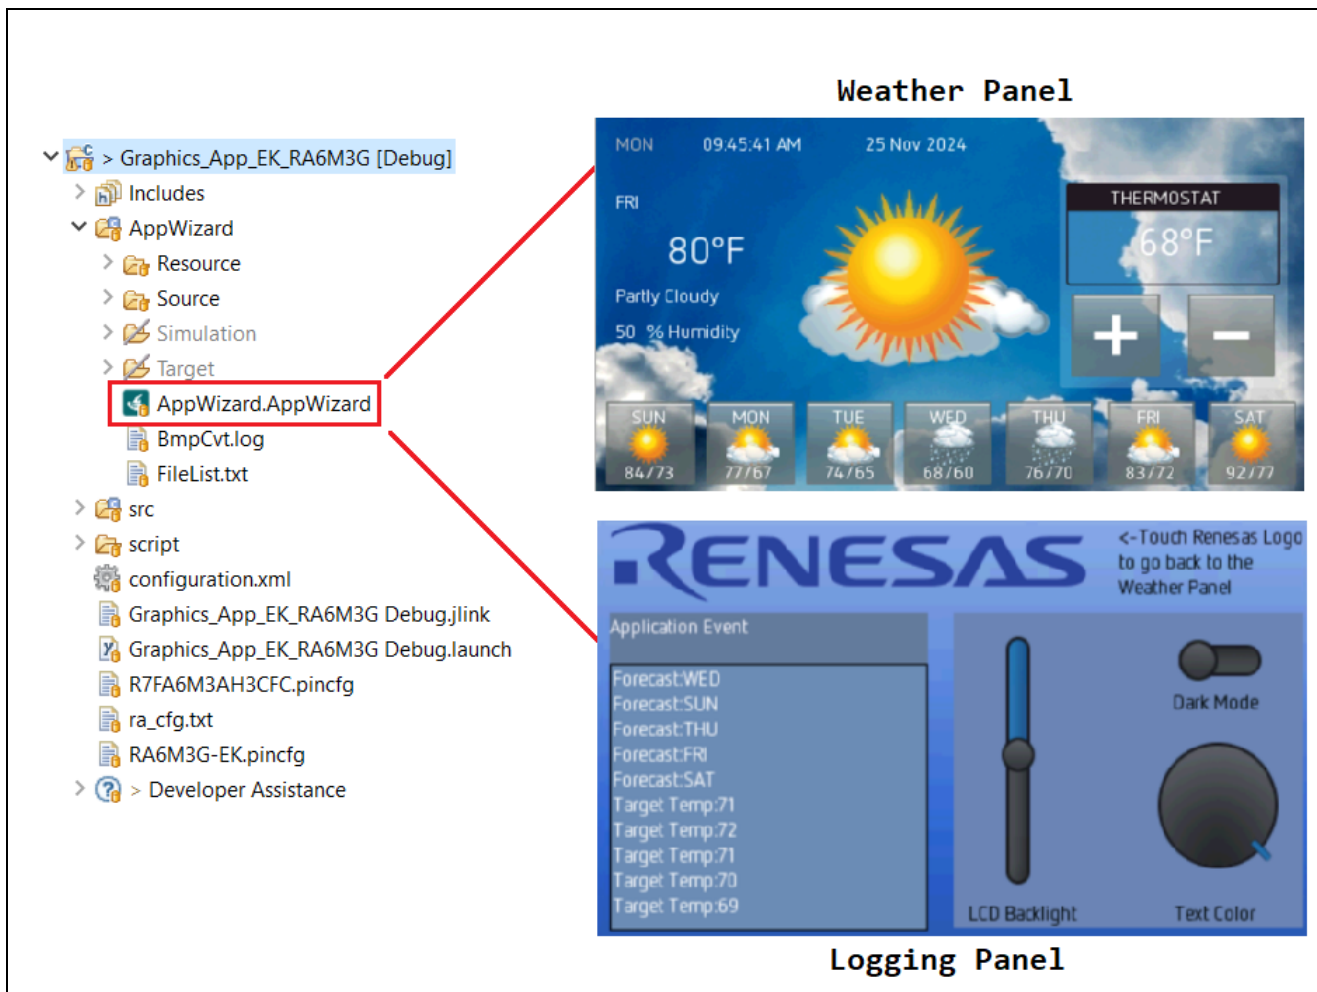 Weather Panel
> Graphics_App_EK_RA6M3G [Debug]
Includes
AppWizard
Resource
Source
Simulation
Target
AppWizard.AppWizard
BmpCvt.log
FileList.txt
src
script
configuration.xml
Graphics_App_EK_RA6M3G Debug.jlink
Graphics_App_EK_RA6M3G Debug.launch
R7FA6M3AH3CFC.pincfg
ra_cfg.txt
RA6M3G-EK.pincfg
> Developer Assistance
MON 09:45:41 AM 25 Nov 2024
FRI
80°F
Partly Cloudy
50 % Humidity
THERMOSTAT
68°F
+ −
SUN MON TUE WED THU FRI SAT
84/73 77/67 74/65 68/60 76/70 83/72 92/77
RENESAS
<-Touch Renesas Logo
to go back to the
Weather Panel
Application Event
Forecast:WED
Forecast:SUN
Forecast:THU
Forecast:FRI
Forecast:SAT
Target Temp:71
Target Temp:72
Target Temp:71
Target Temp:70
Target Temp:69
LCD Backlight
Dark Mode
Text Color
Logging Panel